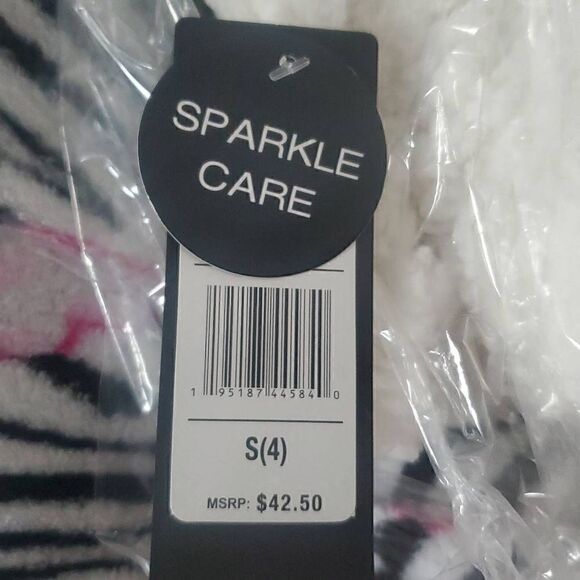 SPARKLE
CARE
1 95187 44584 0
S(4)
MSRP: $42.50